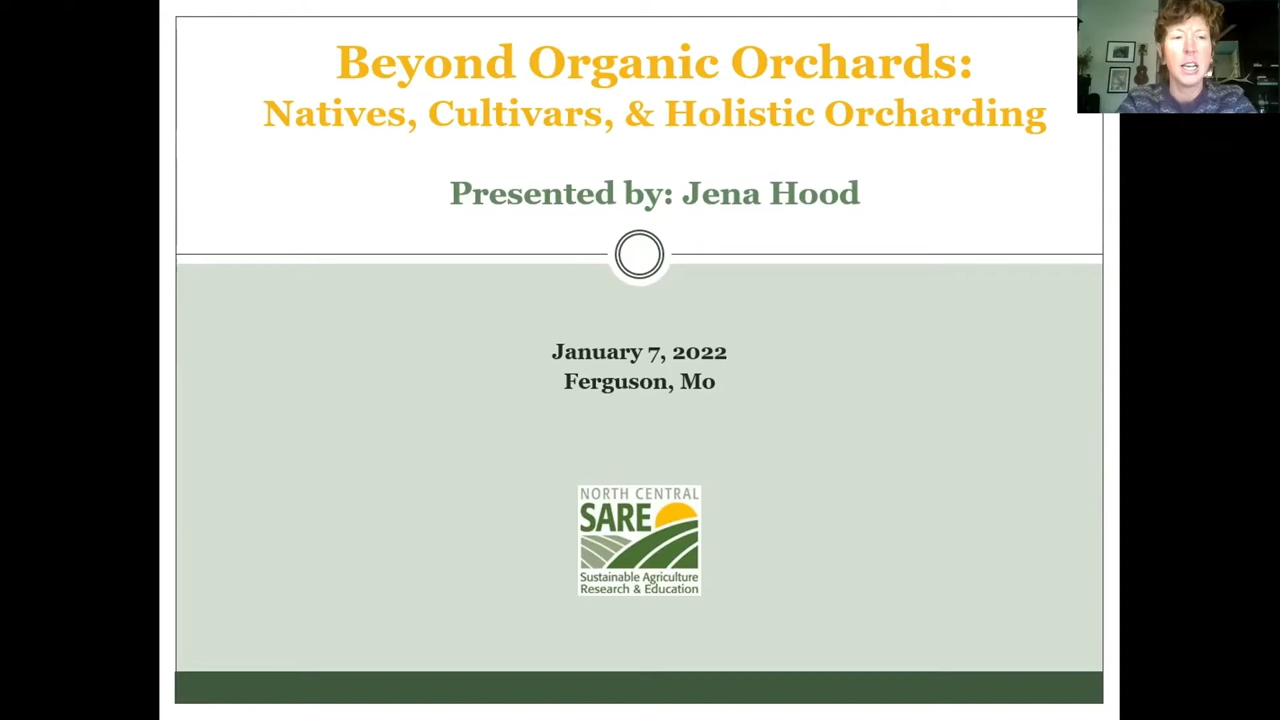 Beyond Organic Orchards:
Natives, Cultivars, & Holistic Orcharding
Presented by: Jena Hood
January 7, 2022
Ferguson, Mo
NORTH CENTRAL
SARE
Sustainable Agriculture
Research & Education